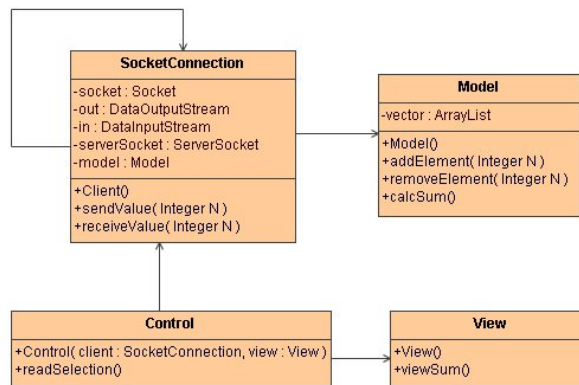 SocketConnection
-socket : Socket
-out : DataOutputStream
-in : DataInputStream
-serverSocket : ServerSocket
-model : Model
+Client()
+sendValue( Integer N )
+receiveValue( Integer N )
Model
-vector : ArrayList
+Model()
+addElement( Integer N )
+removeElement( Integer N )
+calcSum()
Control
+Control( client : SocketConnection, view : View )
+readSelection()
View
+View()
+viewSum()